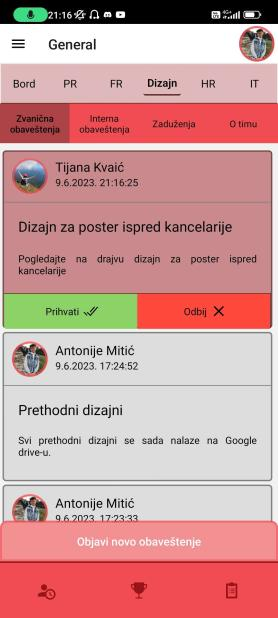 21:16
General
Bord PR FR Dizajn HR IT
Zvanična obaveštenja
Interna obaveštenja
Zaduženja
O timu
Tijana Kvaić
9.6.2023. 21:16:25
Dizajn za poster ispred kancelarije
Pogledajte na drajvu dizajn za poster ispred
kancelarije
Prihvati Odbij
Antonije Mitić
9.6.2023. 17:24:52
Prethodni dizajni
Svi prethodni dizajni se sada nalaze na Google
drive-u.
Antonije Mitić
9.6.2023. 17:23:33
Objavi novo obaveštenje